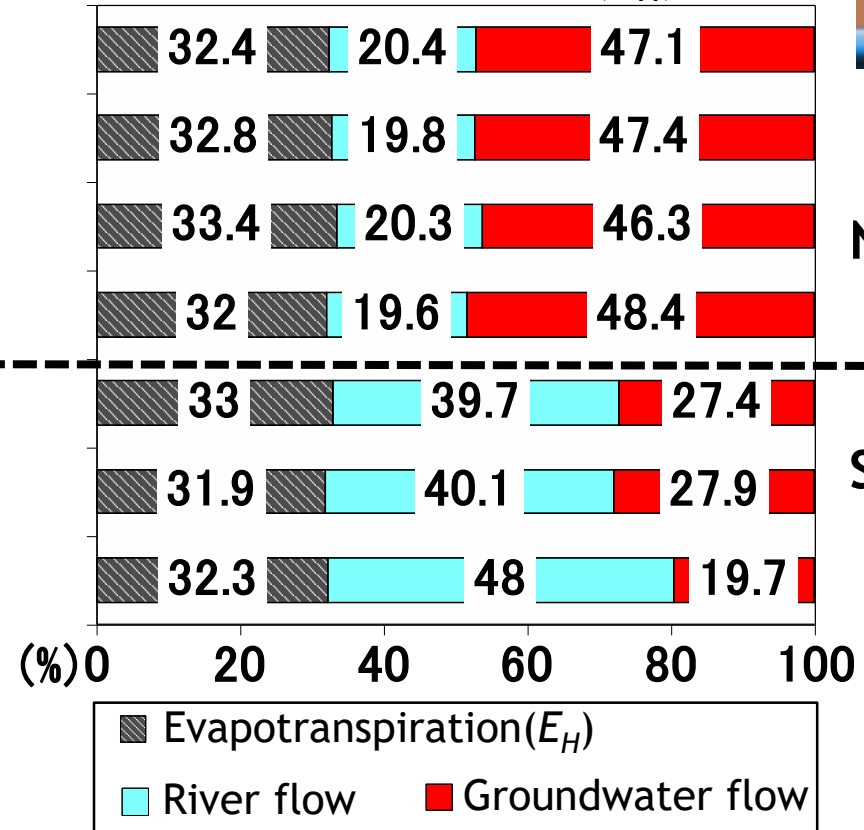 32.4 20.4 47.1
32.8 19.8 47.4
33.4 20.3 46.3
N
32 19.6 48.4
33 39.7 27.4
S
31.9 40.1 27.9
32.3 48 19.7
(%) 0 20 40 60 80 100
Evapotranspiration(E_H)
River flow Groundwater flow